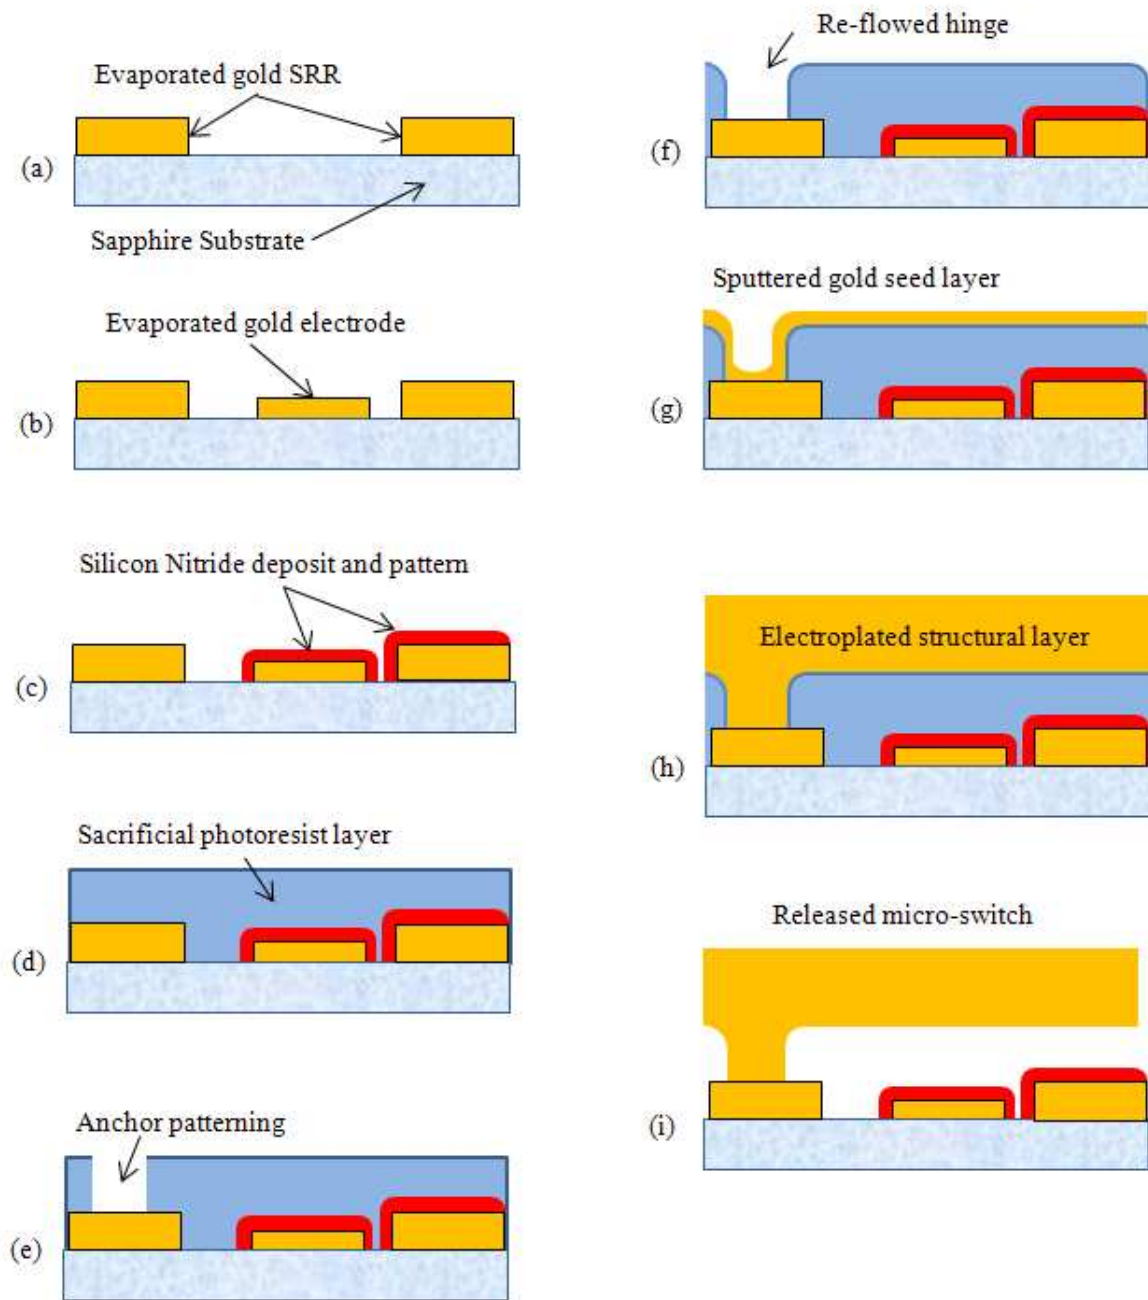 Evaporated gold SRR
(a)
Sapphire Substrate
Evaporated gold electrode
(b)
Silicon Nitride deposit and pattern
(c)
Sacrificial photoresist layer
(d)
Anchor patterning
(e)
Re-flowed hinge
(f)
Sputtered gold seed layer
(g)
Electroplated structural layer
(h)
Released micro-switch
(i)